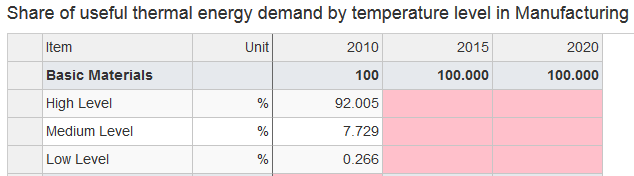 Share of useful thermal energy demand by temperature level in Manufacturing
Item Unit 2010 2015 2020
Basic Materials 100 100.000 100.000
High Level % 92.005
Medium Level % 7.729
Low Level % 0.266